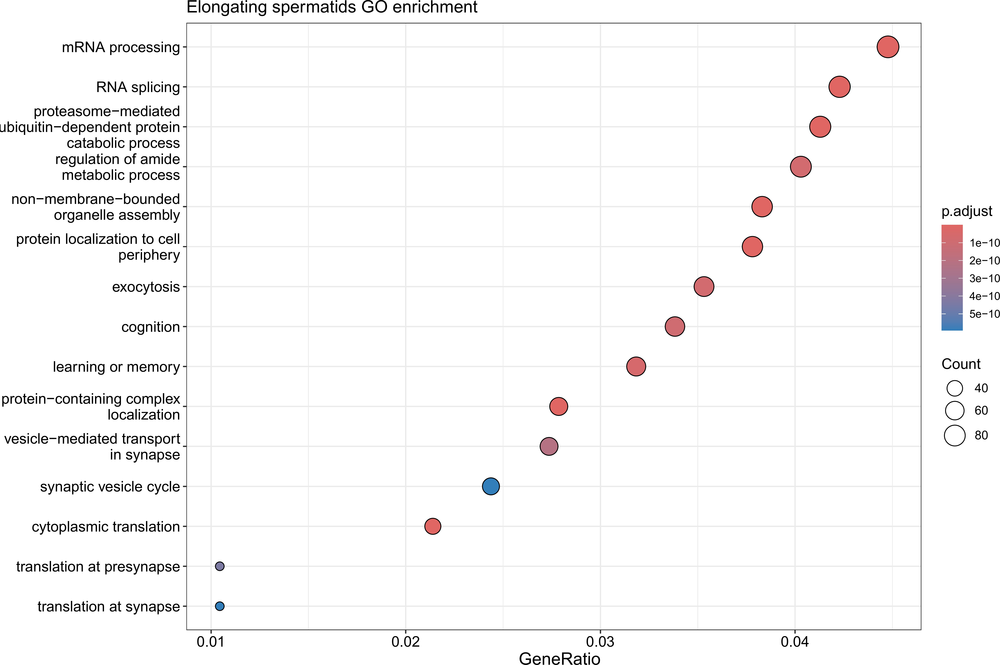 Elongating spermatids GO enrichment
mRNA processing
RNA splicing
proteasome−mediated
ubiquitin−dependent protein
catabolic process
regulation of amide
metabolic process
non−membrane−bounded
organelle assembly
protein localization to cell
periphery
exocytosis
cognition
learning or memory
protein−containing complex
localization
vesicle−mediated transport
in synapse
synaptic vesicle cycle
cytoplasmic translation
translation at presynapse
translation at synapse
0.01
0.02
0.03
0.04
GeneRatio
p.adjust
1e−10
2e−10
3e−10
4e−10
5e−10
Count
40
60
80